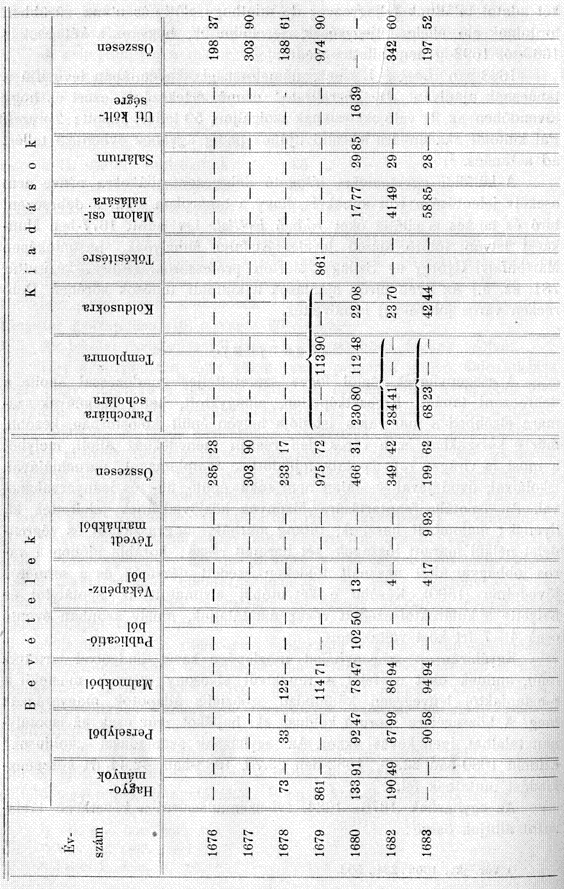 Év-
szám
Bevételek
Hagyo-
mányok
Perselyből
Malmokból
Publicatió-
ból
Vékapénz-
ből
Tévedt
marhákból
Összesen
Kiadások
Parochiára
scholára
Templomra
Koldusokra
Tőkésítésre
Malom csi-
nálására
Salárium
Uti költ-
ségre
Összesen
1676 — — — — — — — — — — — — 285 28 — — — — — — — — — — — — — — 198 37
1677 — — — — — — — — — — — — 303 90 — — — — — — — — — — — — — — 303 90
1678 73 — 33 — 122 — — — — — — — 233 17 — — — — — — — — — — — — — — 188 61
1679 861 — — — 114 71 — — — — — — 975 72 — — 113 90 — — 861 — — — — — — — 974 90
1680 133 91 92 47 78 47 102 50 13 — — — 466 31 230 80 112 48 22 08 — — 17 77 29 85 16 39 — —
1682 190 49 67 99 86 94 — — 4 — — — 349 42 284 41 — — 23 70 — — 41 49 29 — — — 342 60
1683 — — 90 58 94 94 — — 4 17 9 93 199 62 68 23 — — 42 44 — — 58 85 28 — — — 197 52